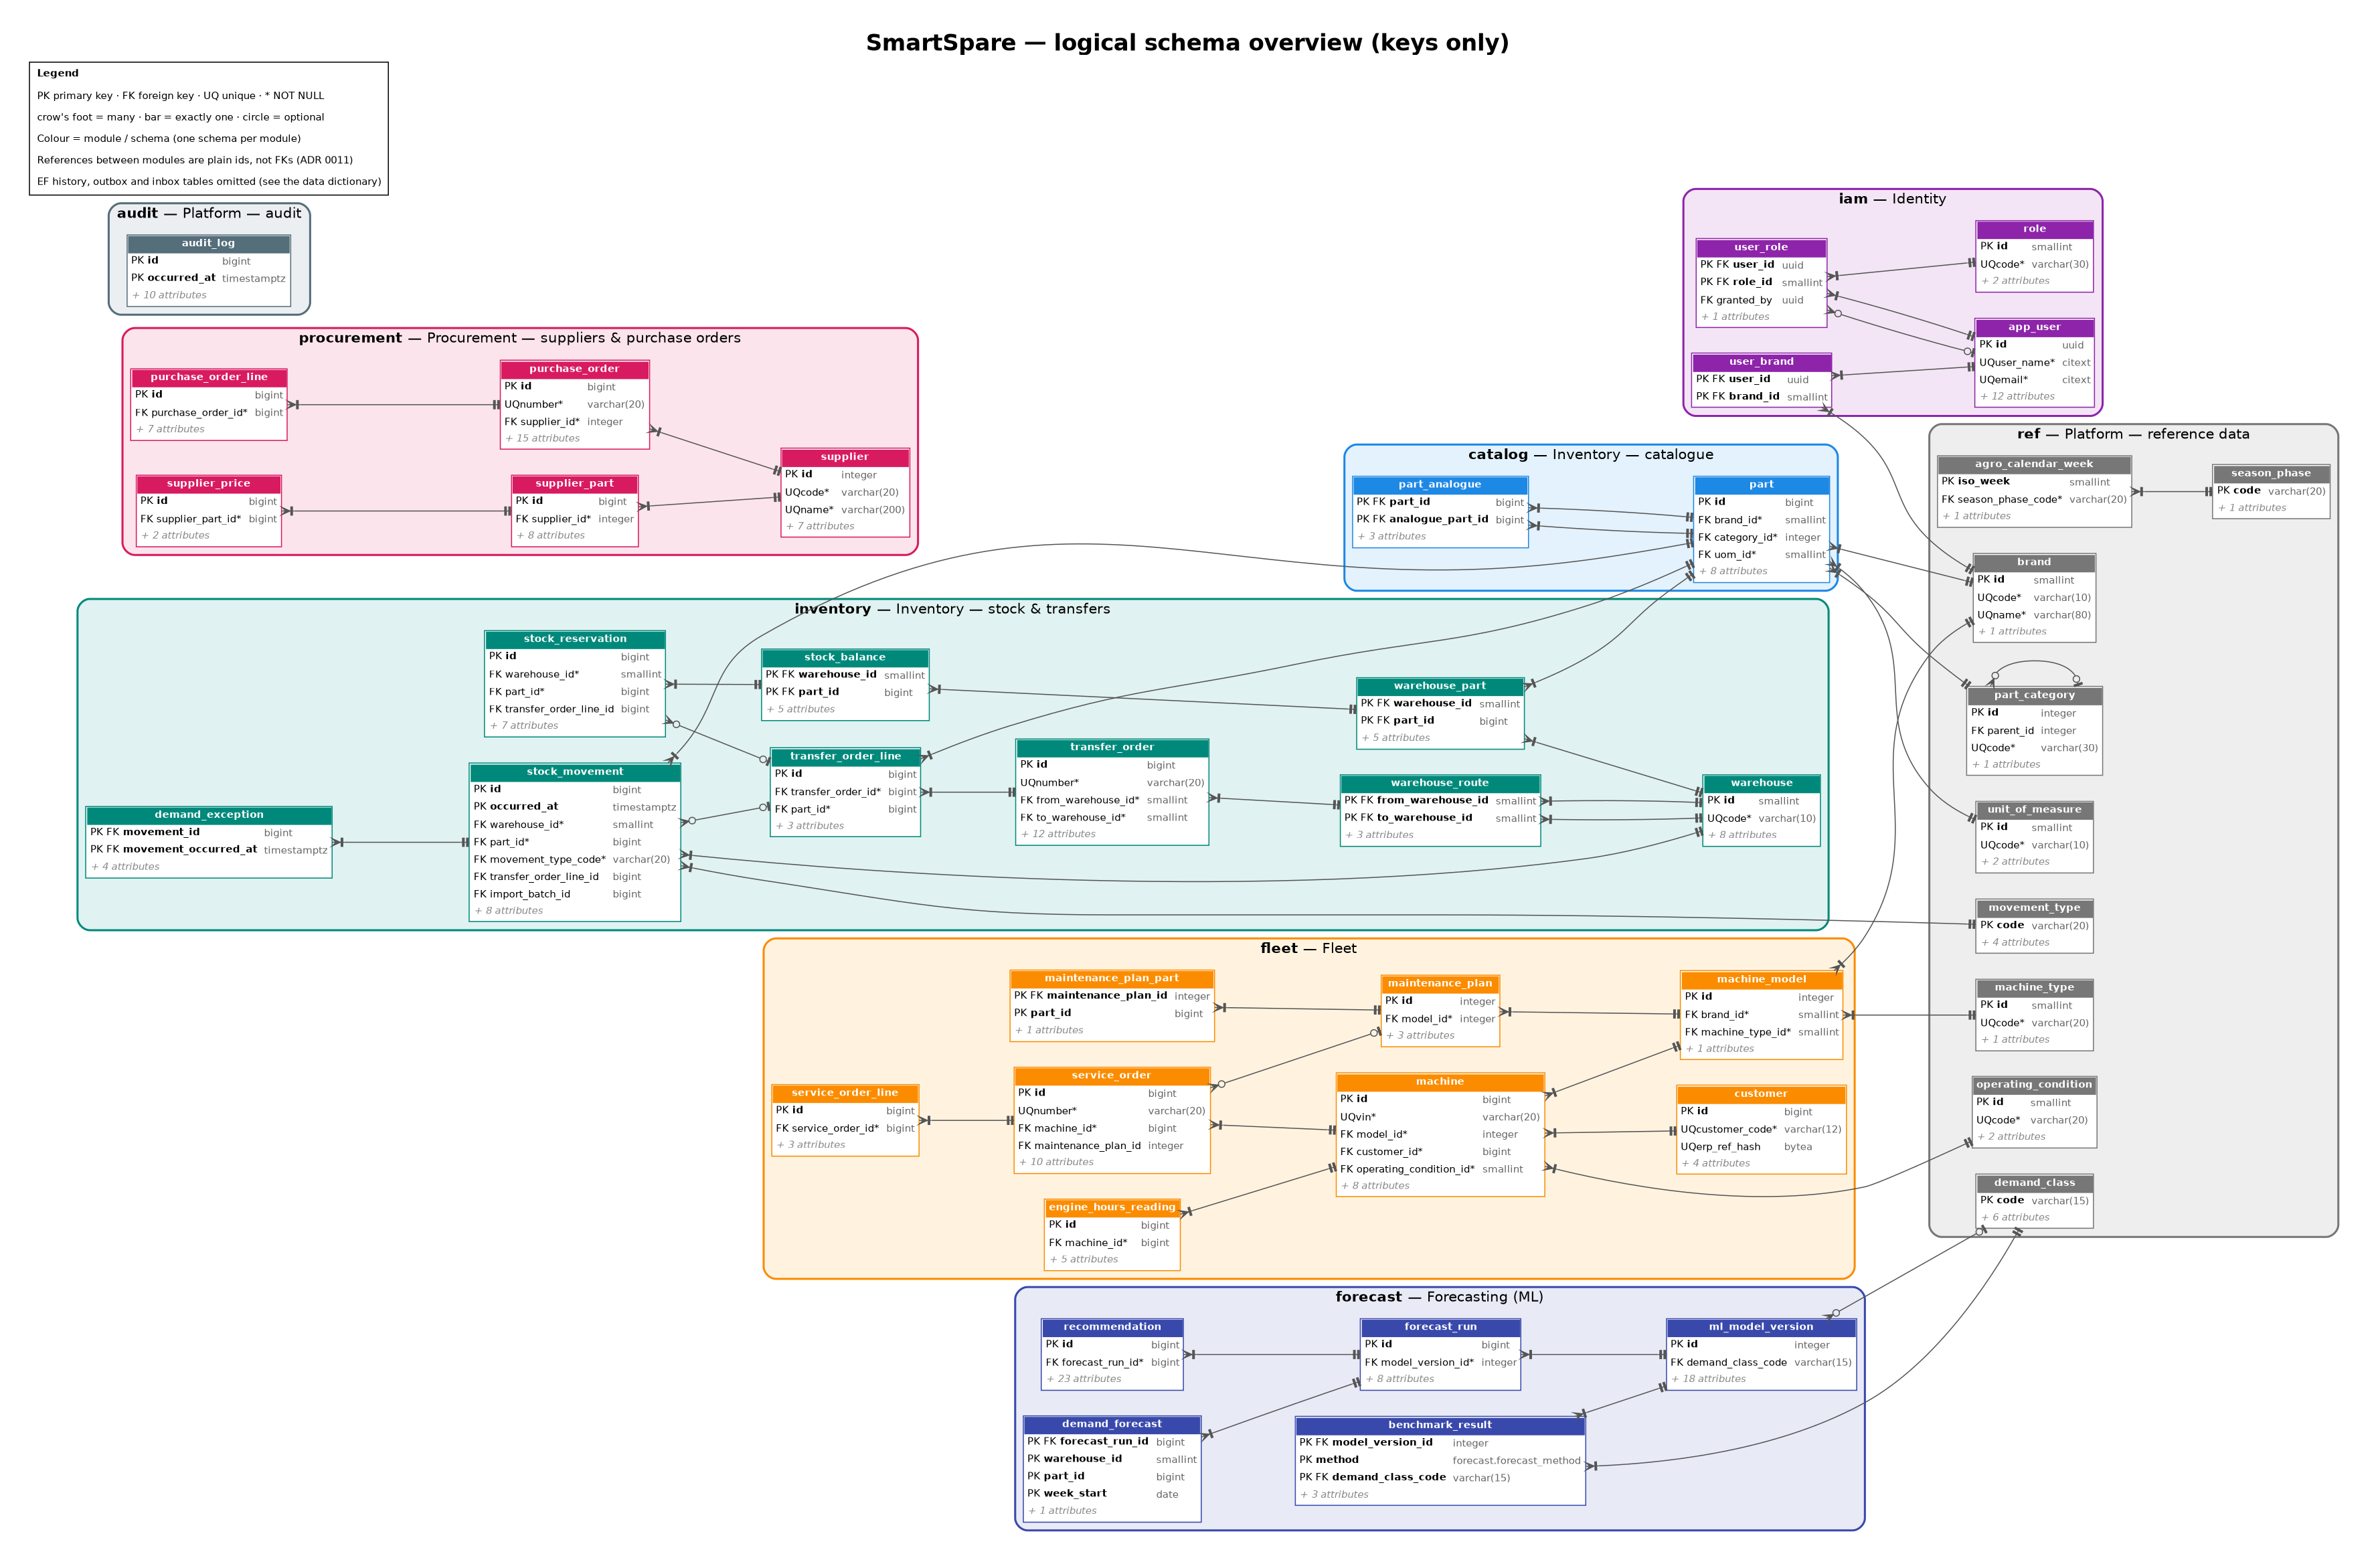 SmartSpare — logical schema overview (keys only)
Legend
PK primary key · FK foreign key · UQ unique · * NOT NULL
crow's foot = many · bar = exactly one · circle = optional
Colour = module / schema (one schema per module)
References between modules are plain ids, not FKs (ADR 0011)
EF history, outbox and inbox tables omitted (see the data dictionary)
audit — Platform — audit
audit_log
PK id bigint
PK occurred_at timestamptz
+ 10 attributes
procurement — Procurement — suppliers & purchase orders
purchase_order_line
PK id bigint
FK purchase_order_id* bigint
+ 7 attributes
purchase_order
PK id bigint
UQnumber* varchar(20)
FK supplier_id* integer
+ 15 attributes
supplier
PK id integer
UQcode* varchar(20)
UQname* varchar(200)
+ 7 attributes
supplier_price
PK id bigint
FK supplier_part_id* bigint
+ 2 attributes
supplier_part
PK id bigint
FK supplier_id* integer
+ 8 attributes
iam — Identity
user_role
PK FK user_id uuid
PK FK role_id smallint
FK granted_by uuid
+ 1 attributes
role
PK id smallint
UQcode* varchar(30)
+ 2 attributes
app_user
PK id uuid
UQuser_name* citext
UQemail* citext
+ 12 attributes
user_brand
PK FK user_id uuid
PK FK brand_id smallint
catalog — Inventory — catalogue
part_analogue
PK FK part_id bigint
PK FK analogue_part_id bigint
+ 3 attributes
part
PK id bigint
FK brand_id* smallint
FK category_id* integer
FK uom_id* smallint
+ 8 attributes
ref — Platform — reference data
agro_calendar_week
PK iso_week smallint
FK season_phase_code* varchar(20)
+ 1 attributes
season_phase
PK code varchar(20)
+ 1 attributes
brand
PK id smallint
UQcode* varchar(10)
UQname* varchar(80)
+ 1 attributes
part_category
PK id integer
FK parent_id integer
UQcode* varchar(30)
+ 1 attributes
unit_of_measure
PK id smallint
UQcode* varchar(10)
+ 2 attributes
movement_type
PK code varchar(20)
+ 4 attributes
machine_type
PK id smallint
UQcode* varchar(20)
+ 1 attributes
operating_condition
PK id smallint
UQcode* varchar(20)
+ 2 attributes
demand_class
PK code varchar(15)
+ 6 attributes
inventory — Inventory — stock & transfers
stock_reservation
PK id bigint
FK warehouse_id* smallint
FK part_id* bigint
FK transfer_order_line_id bigint
+ 7 attributes
stock_balance
PK FK warehouse_id smallint
PK FK part_id bigint
+ 5 attributes
warehouse_part
PK FK warehouse_id smallint
PK FK part_id bigint
+ 5 attributes
demand_exception
PK FK movement_id bigint
PK FK movement_occurred_at timestamptz
+ 4 attributes
stock_movement
PK id bigint
PK occurred_at timestamptz
FK warehouse_id* smallint
FK part_id* bigint
FK movement_type_code* varchar(20)
FK transfer_order_line_id bigint
FK import_batch_id bigint
+ 8 attributes
transfer_order_line
PK id bigint
FK transfer_order_id* bigint
FK part_id* bigint
+ 3 attributes
transfer_order
PK id bigint
UQnumber* varchar(20)
FK from_warehouse_id* smallint
FK to_warehouse_id* smallint
+ 12 attributes
warehouse_route
PK FK from_warehouse_id smallint
PK FK to_warehouse_id smallint
+ 3 attributes
warehouse
PK id smallint
UQcode* varchar(10)
+ 8 attributes
fleet — Fleet
maintenance_plan_part
PK FK maintenance_plan_id integer
PK part_id bigint
+ 1 attributes
maintenance_plan
PK id integer
FK model_id* integer
+ 3 attributes
machine_model
PK id integer
FK brand_id* smallint
FK machine_type_id* smallint
+ 1 attributes
service_order_line
PK id bigint
FK service_order_id* bigint
+ 3 attributes
service_order
PK id bigint
UQnumber* varchar(20)
FK machine_id* bigint
FK maintenance_plan_id integer
+ 10 attributes
machine
PK id bigint
UQvin* varchar(20)
FK model_id* integer
FK customer_id* bigint
FK operating_condition_id* smallint
+ 8 attributes
customer
PK id bigint
UQcustomer_code* varchar(12)
UQerp_ref_hash bytea
+ 4 attributes
engine_hours_reading
PK id bigint
FK machine_id* bigint
+ 5 attributes
forecast — Forecasting (ML)
recommendation
PK id bigint
FK forecast_run_id* bigint
+ 23 attributes
forecast_run
PK id bigint
FK model_version_id* integer
+ 8 attributes
ml_model_version
PK id integer
FK demand_class_code varchar(15)
+ 18 attributes
demand_forecast
PK FK forecast_run_id bigint
PK warehouse_id smallint
PK part_id bigint
PK week_start date
+ 1 attributes
benchmark_result
PK FK model_version_id integer
PK method forecast.forecast_method
PK FK demand_class_code varchar(15)
+ 3 attributes